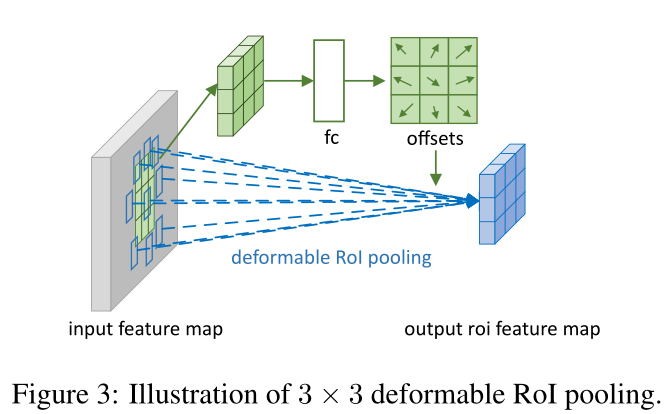 fc
offsets
deformable RoI pooling
input feature map
output roi feature map
Figure 3: Illustration of 3 × 3 deformable RoI pooling.